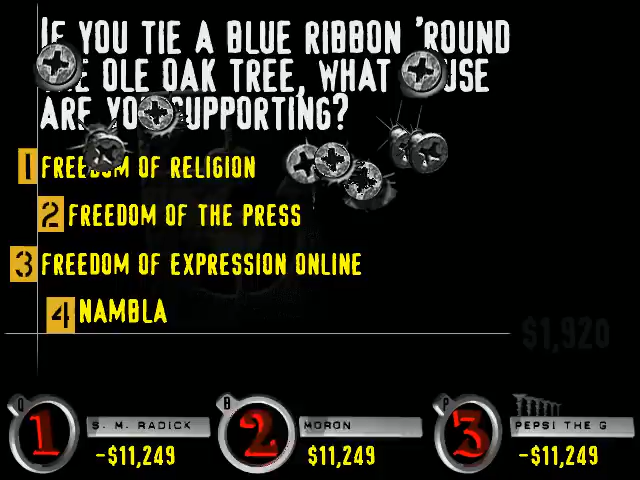 IF YOU TIE A BLUE RIBBON 'ROUND
OLE OAK TREE, WHAT
ARE SUPPORTING?
1 FREEDOM OF RELIGION
2 FREEDOM OF THE PRESS
3 FREEDOM OF EXPRESSION ONLINE
4 NAMBLA
$1,920
Q B P
1 S. M. RADICK 2 MORON 3 PEPSI THE G
-$11,249 $11,249 -$11,249